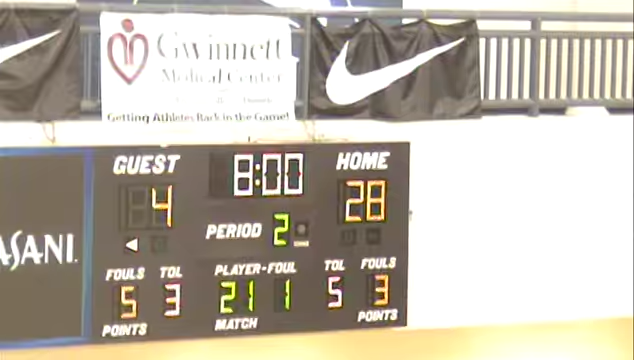 Gwinnett
Medical Center
Getting Athletes Back in the Game!
GUEST 8:00 HOME
4 28
PERIOD 2
FOULS TOL PLAYER-FOUL TOL FOULS
5 3 21 1 5 3
POINTS MATCH POINTS
ASANI.